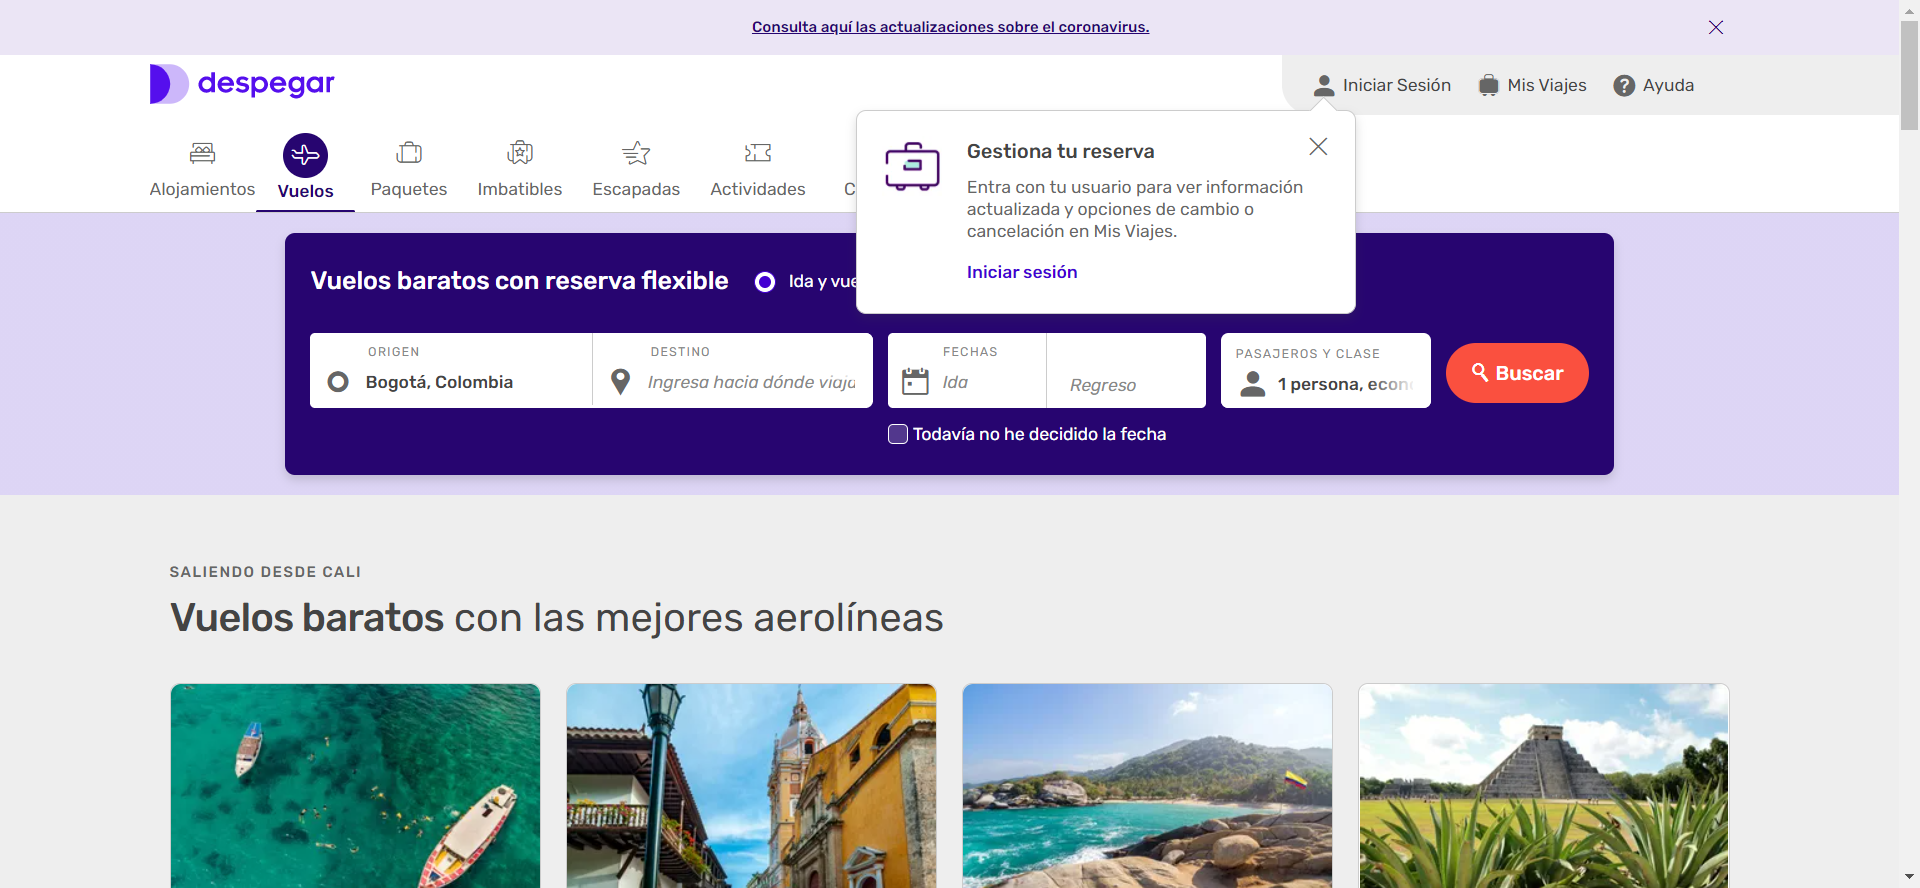 Consulta aquí las actualizaciones sobre el coronavirus.
despegar
Iniciar Sesión
Mis Viajes
Ayuda
Alojamientos
Vuelos
Paquetes
Imbatibles
Escapadas
Actividades
Gestiona tu reserva
Entra con tu usuario para ver información
actualizada y opciones de cambio o
cancelación en Mis Viajes.
Iniciar sesión
Vuelos baratos con reserva flexible
Ida y vue
ORIGEN
Bogotá, Colombia
DESTINO
Ingresa hacia dónde viaja
FECHAS
Ida
Regreso
PASAJEROS Y CLASE
1 persona, econ
Buscar
Todavía no he decidido la fecha
SALIENDO DESDE CALI
Vuelos baratos con las mejores aerolíneas